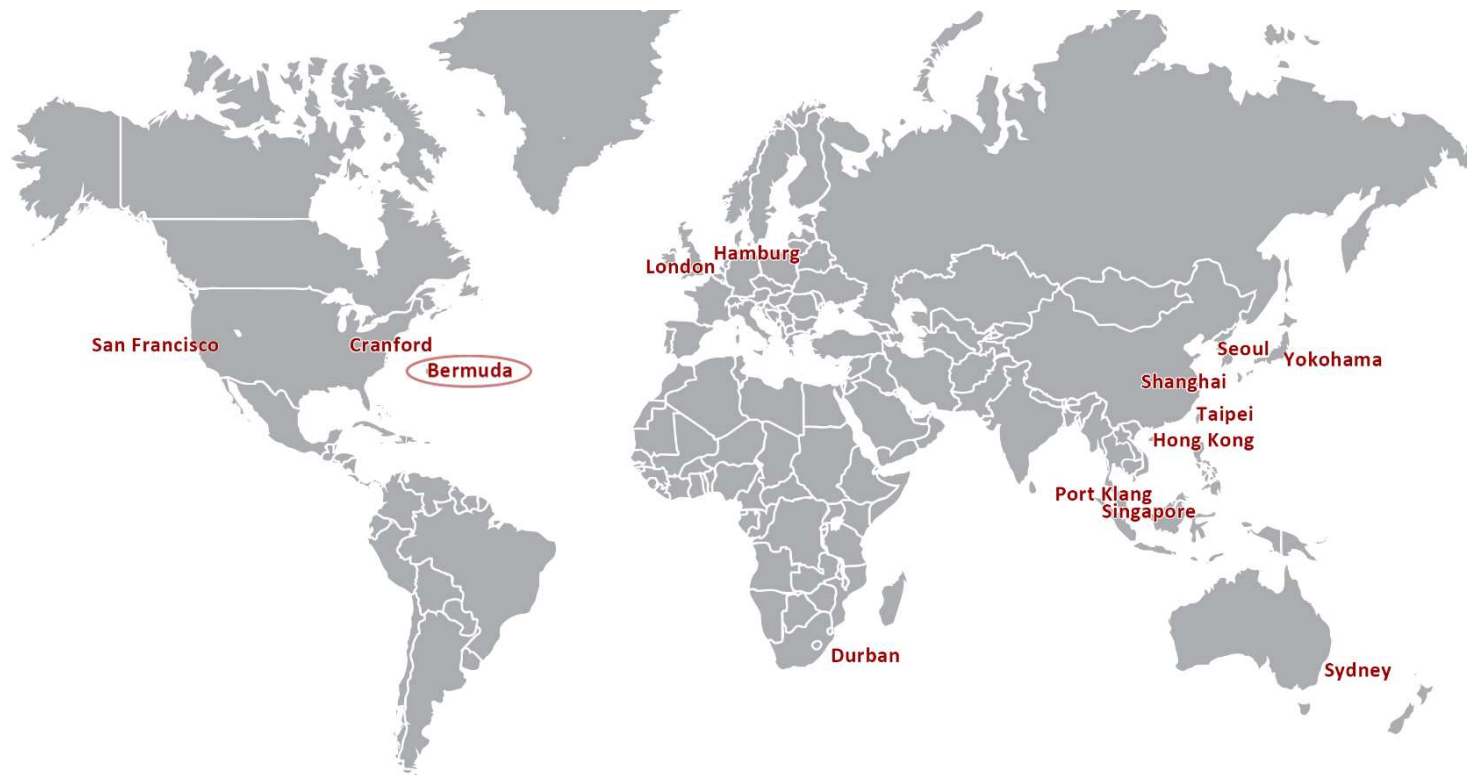 Hamburg
London
San Francisco
Cranford
Bermuda
Seoul
Yokohama
Shanghai
Taipei
Hong Kong
Port Klang
Singapore
Durban
Sydney